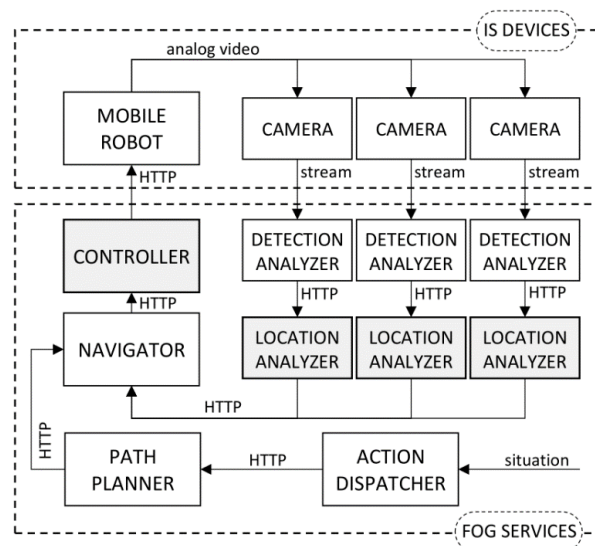 IS DEVICES
analog video
MOBILE
ROBOT
CAMERA
CAMERA
CAMERA
HTTP
stream
stream
stream
CONTROLLER
DETECTION
ANALYZER
DETECTION
ANALYZER
DETECTION
ANALYZER
HTTP
HTTP
HTTP
HTTP
NAVIGATOR
LOCATION
ANALYZER
LOCATION
ANALYZER
LOCATION
ANALYZER
HTTP
HTTP
PATH
PLANNER
HTTP
ACTION
DISPATCHER
situation
FOG SERVICES